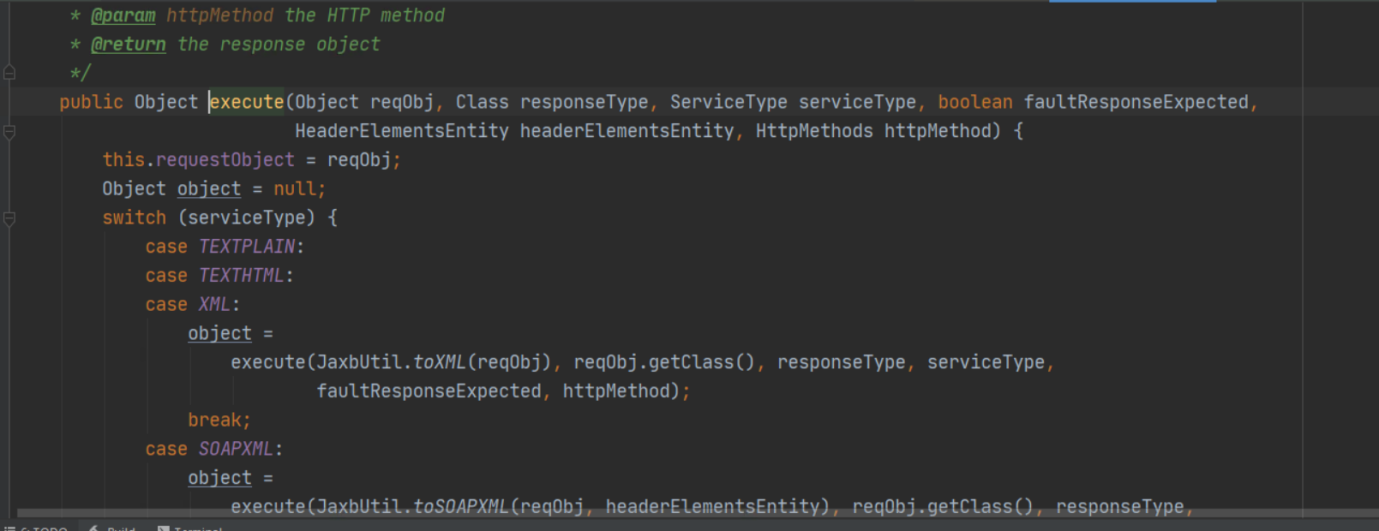 * @param httpMethod the HTTP method
* @return the response object
*/
public Object execute(Object reqObj, Class responseType, ServiceType serviceType, boolean faultResponseExpected,
HeaderElementsEntity headerElementsEntity, HttpMethods httpMethod) {
this.requestObject = reqObj;
Object object = null;
switch (serviceType) {
case TEXTPLAIN:
case TEXTHTML:
case XML:
object =
execute(JaxbUtil.toXML(reqObj), reqObj.getClass(), responseType, serviceType,
faultResponseExpected, httpMethod);
break;
case SOAPXML:
object =
execute(JaxbUtil.toSOAPXML(reqObj, headerElementsEntity), reqObj.getClass(), responseType,